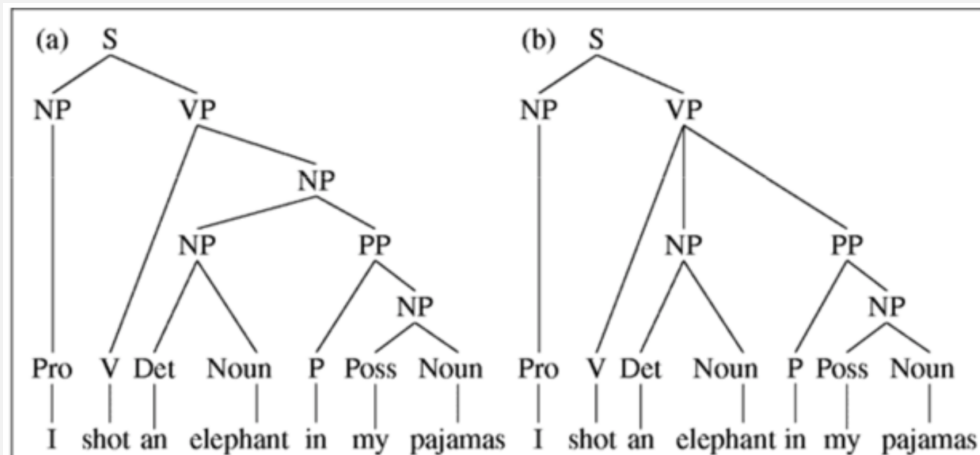 (a) S (b) S
NP VP NP VP
NP
NP PP NP PP
NP NP
Pro V Det Noun P Poss Noun Pro V Det Noun P Poss Noun
I shot an elephant in my pajamas I shot an elephant in my pajamas